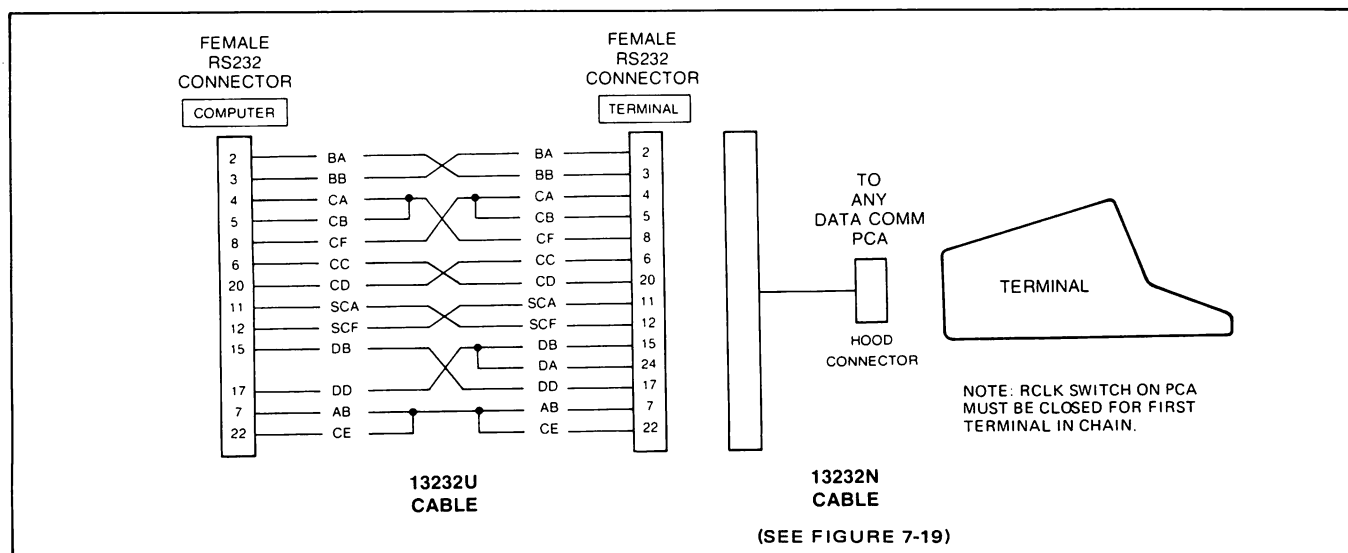 FEMALE
RS232
CONNECTOR
COMPUTER
FEMALE
RS232
CONNECTOR
TERMINAL
2 BA BA 2
3 BB BB 3
4 CA CA 4
5 CB CB 5
8 CF CF 8
6 CC CC 6
20 CD CD 20
11 SCA SCA 11
12 SCF SCF 12
15 DB DB 15
DA 24
17 DD DD 17
7 AB AB 7
22 CE CE 22
13232U
CABLE
TO
ANY
DATA COMM
PCA
HOOD
CONNECTOR
TERMINAL
NOTE: RCLK SWITCH ON PCA
MUST BE CLOSED FOR FIRST
TERMINAL IN CHAIN.
13232N
CABLE
(SEE FIGURE 7-19)